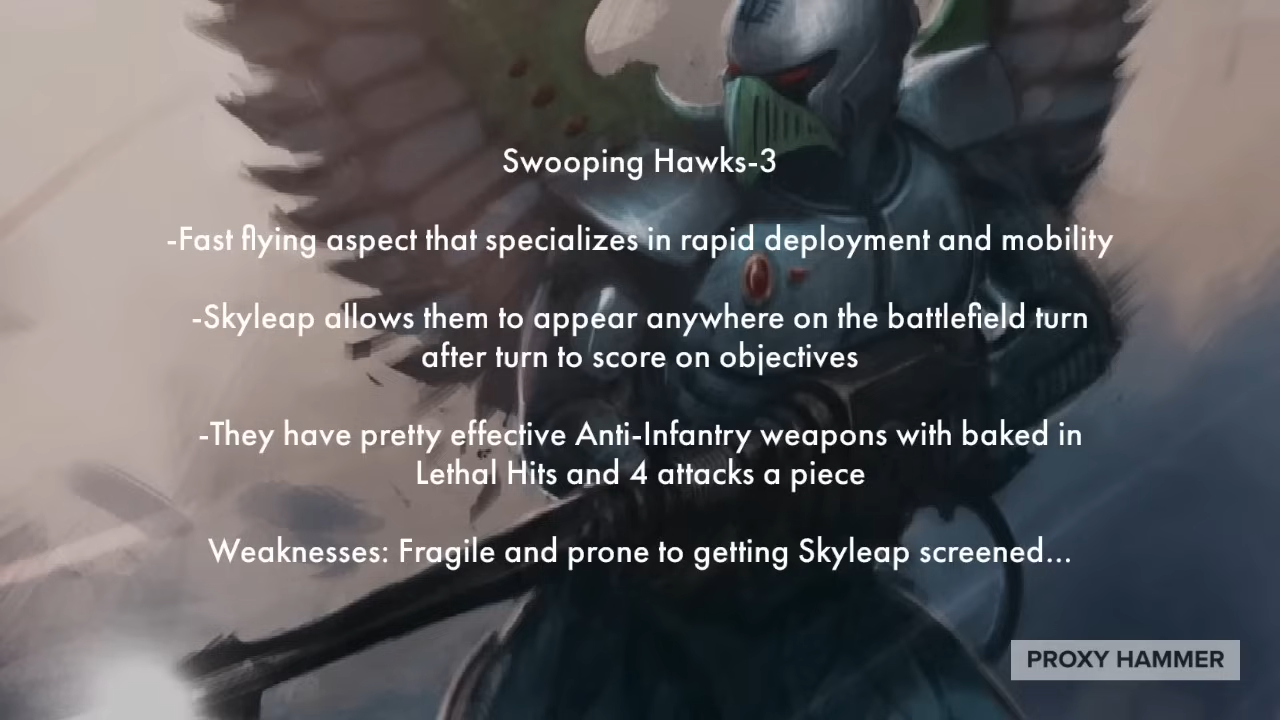 Swooping Hawks-3
-Fast flying aspect that specializes in rapid deployment and mobility
-Skyleap allows them to appear anywhere on the battlefield turn
after turn to score on objectives
-They have pretty effective Anti-Infantry weapons with baked in
Lethal Hits and 4 attacks a piece
Weaknesses: Fragile and prone to getting Skyleap screened...
PROXY HAMMER